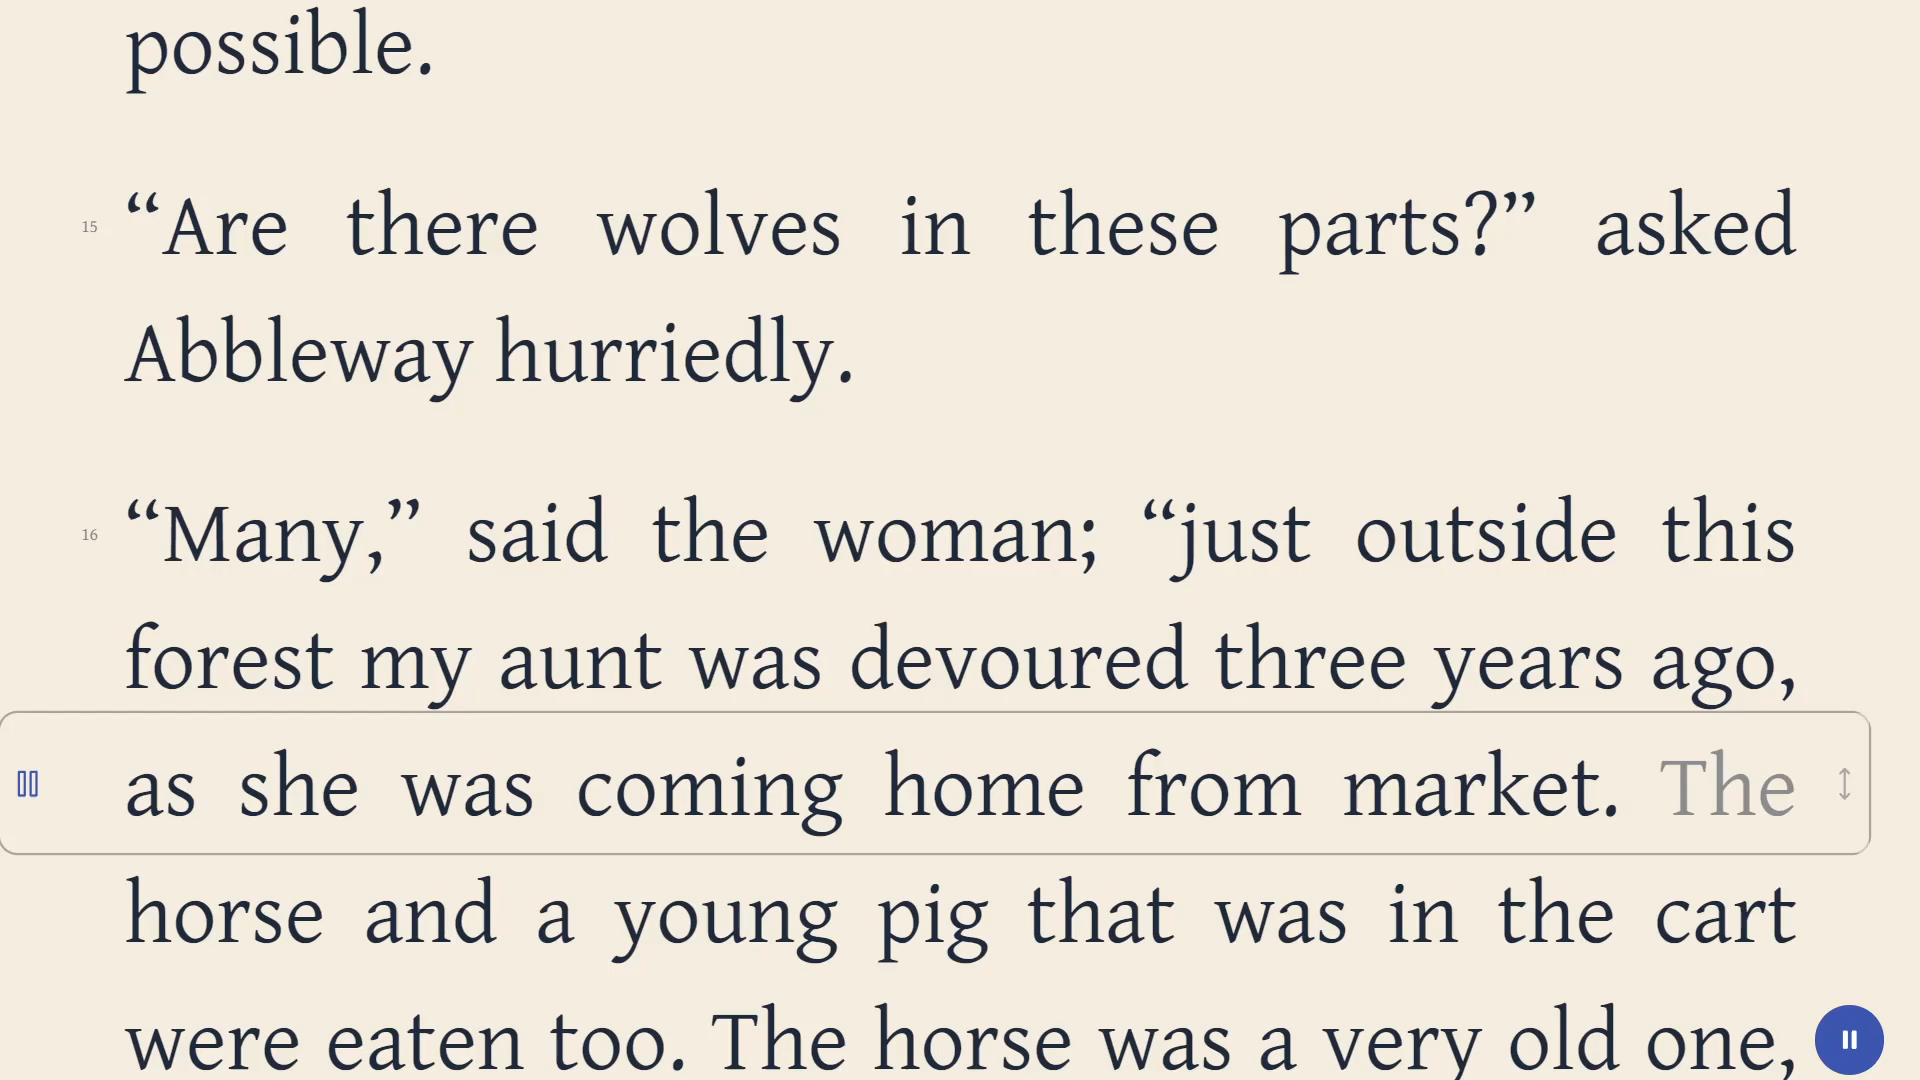 possible.
15 “Are there wolves in these parts?” asked
Abbleway hurriedly.
16 “Many,” said the woman; “just outside this
forest my aunt was devoured three years ago,
as she was coming home from market. The
horse and a young pig that was in the cart
were eaten too. The horse was a very old one,